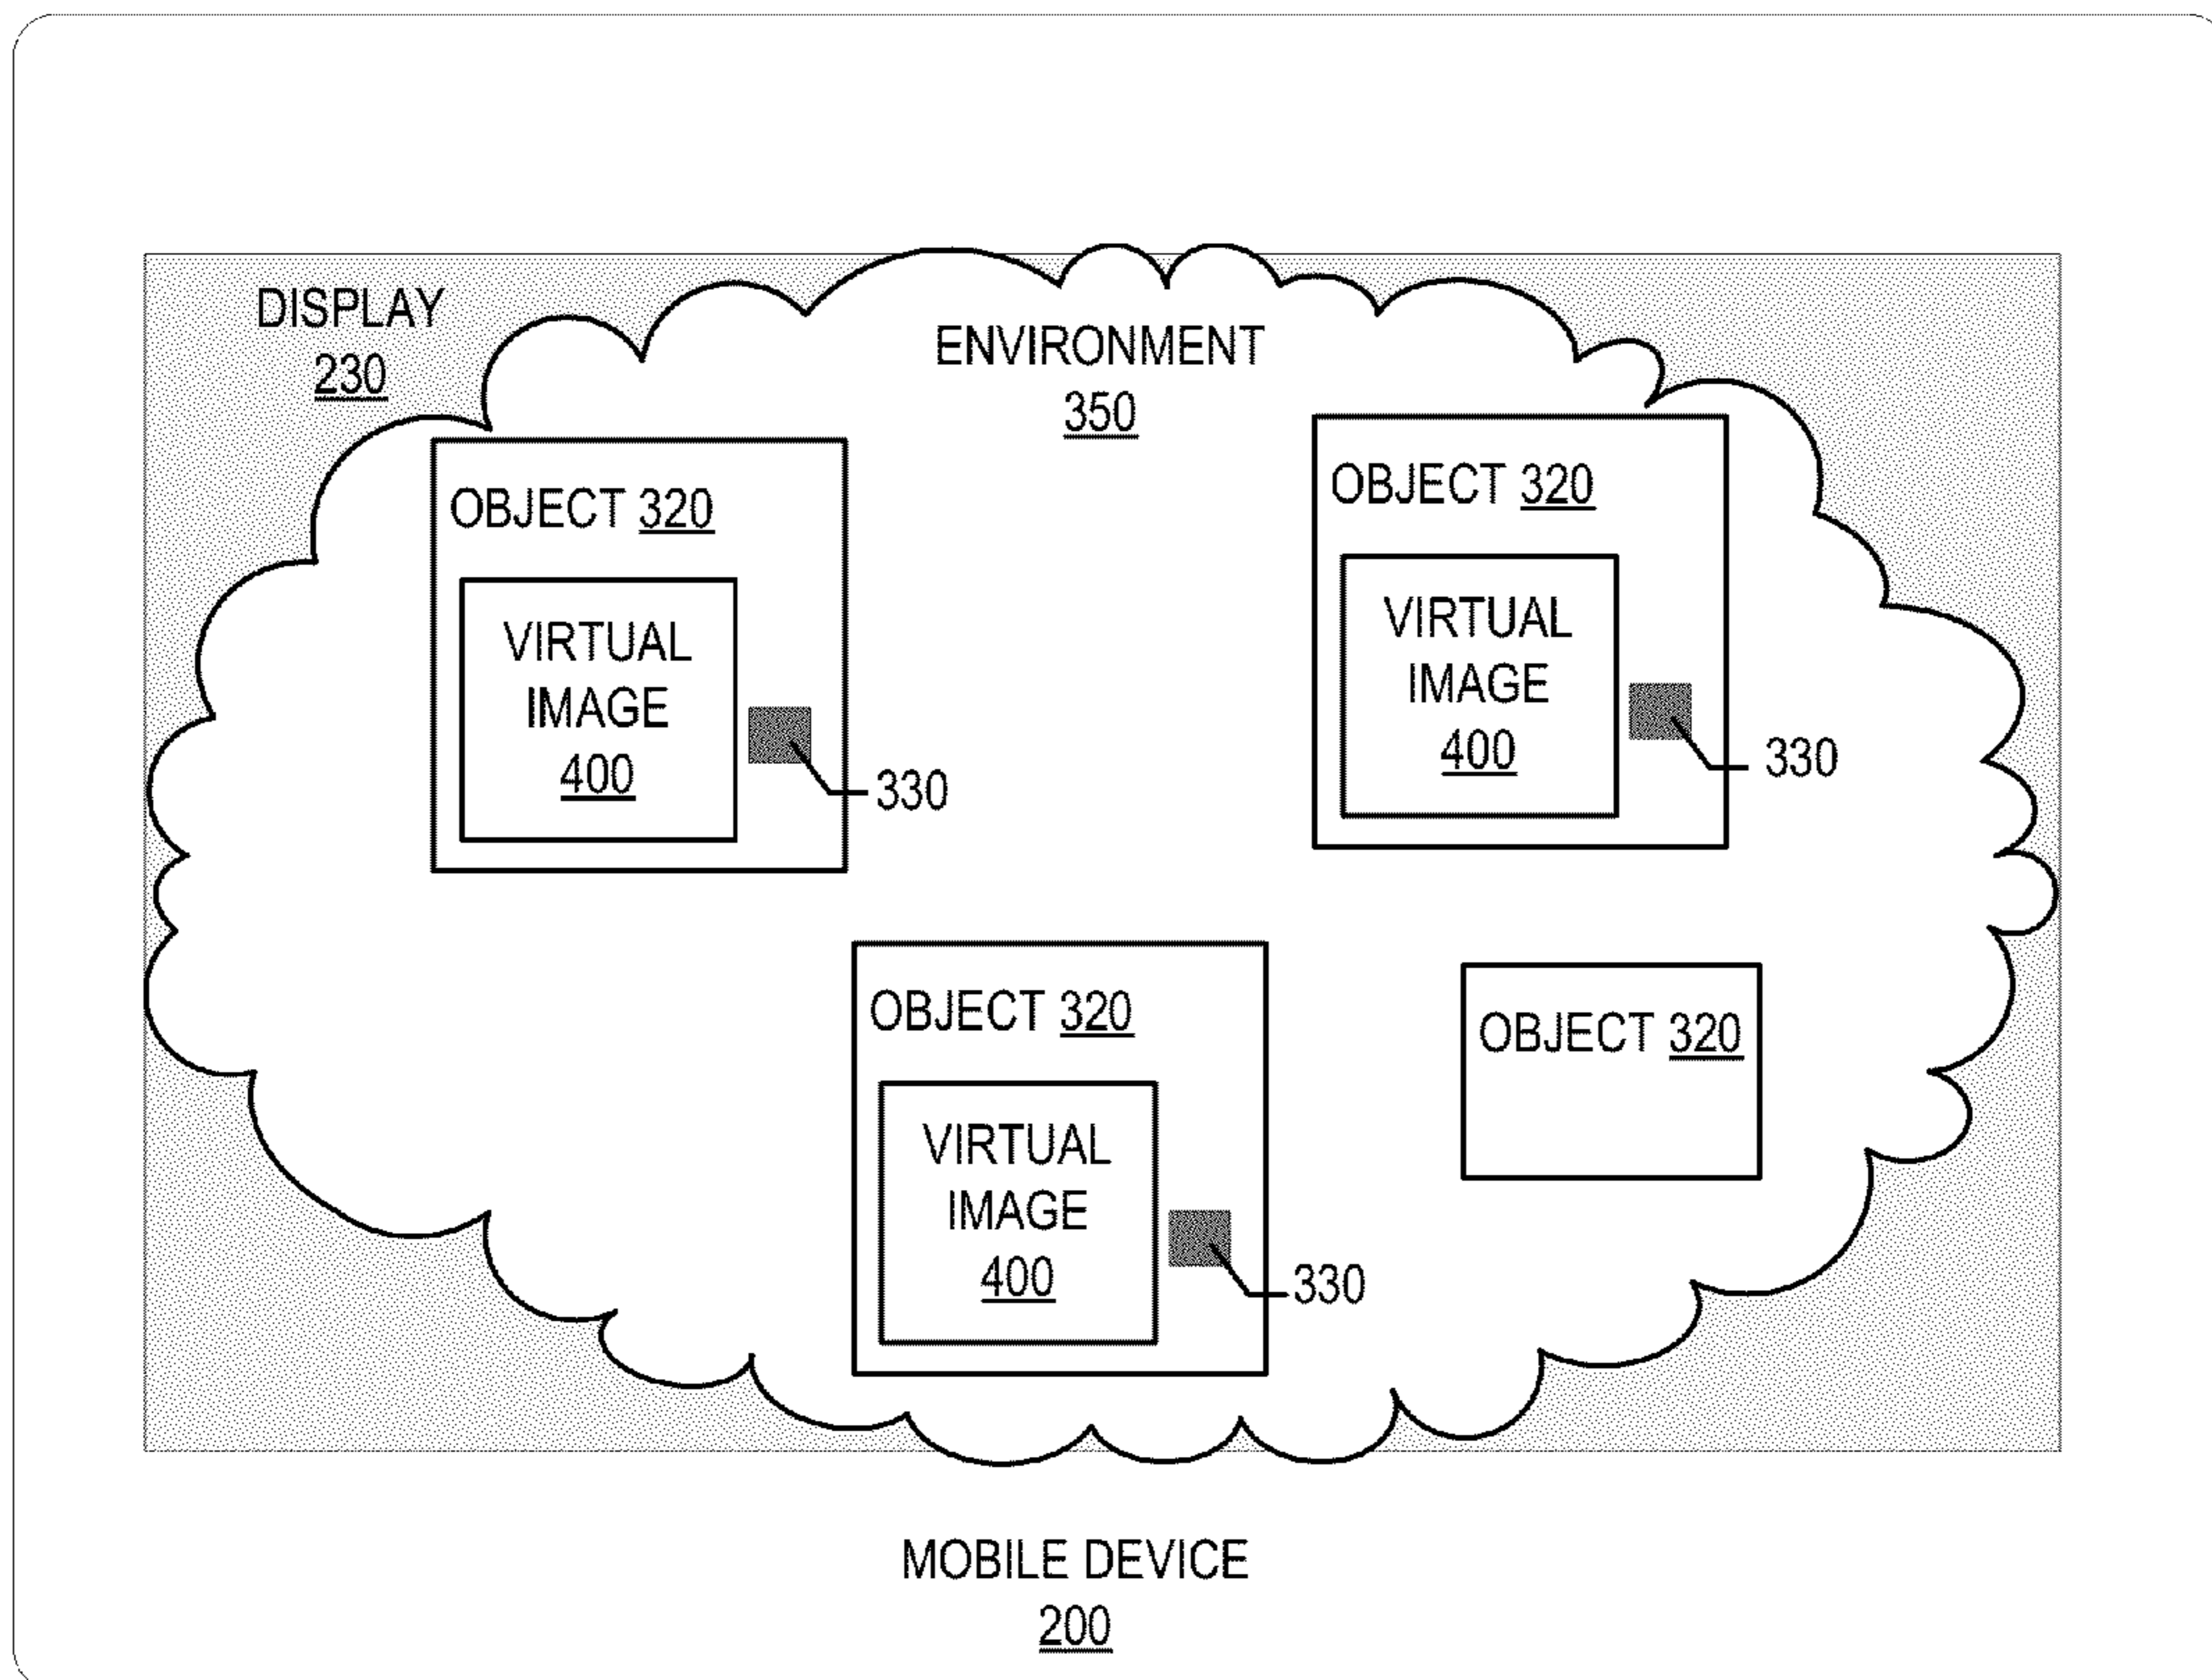 DISPLAY
230
ENVIRONMENT
350
OBJECT 320
VIRTUAL
IMAGE
400
330
OBJECT 320
VIRTUAL
IMAGE
400
330
OBJECT 320
VIRTUAL
IMAGE
400
330
OBJECT 320
MOBILE DEVICE
200